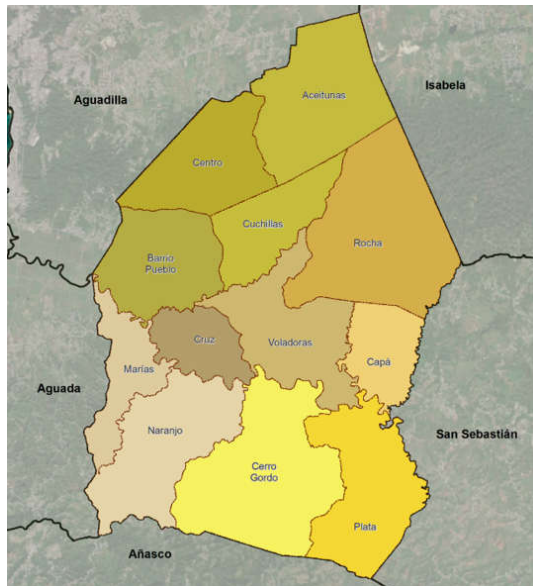 Aceitunas
Isabela
Aguadilla
Centro
Cuchillas
Rocha
Barrio
Pueblo
Cruz
Voladoras
Capá
Marías
Aguada
Naranjo
San Sebastián
Cerro
Gordo
Plata
Añasco